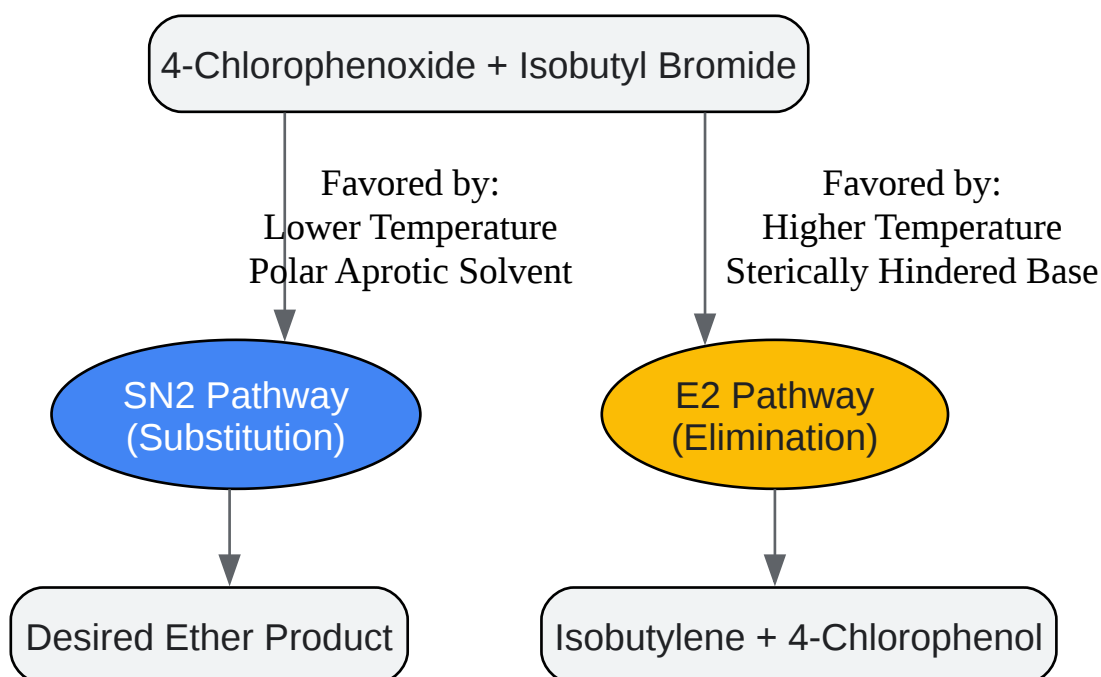 4-Chlorophenoxide + Isobutyl Bromide
Favored by:
Lower Temperature
Polar Aprotic Solvent
Favored by:
Higher Temperature
Sterically Hindered Base
SN2 Pathway
(Substitution)
E2 Pathway
(Elimination)
Desired Ether Product
Isobutylene + 4-Chlorophenol